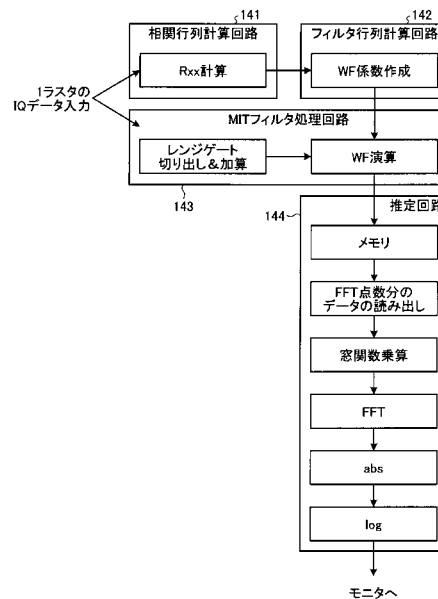 141
142
相関行列計算回路
フィルタ行列計算回路
Rxx計算
WF係数作成
1ラスタの
IQデータ入力
MITフィルタ処理回路
レンジゲート
切り出し&加算
WF演算
143
144
推定回路
メモリ
FFT点数分の
データの読み出し
窓関数乗算
FFT
abs
log
モニタへ